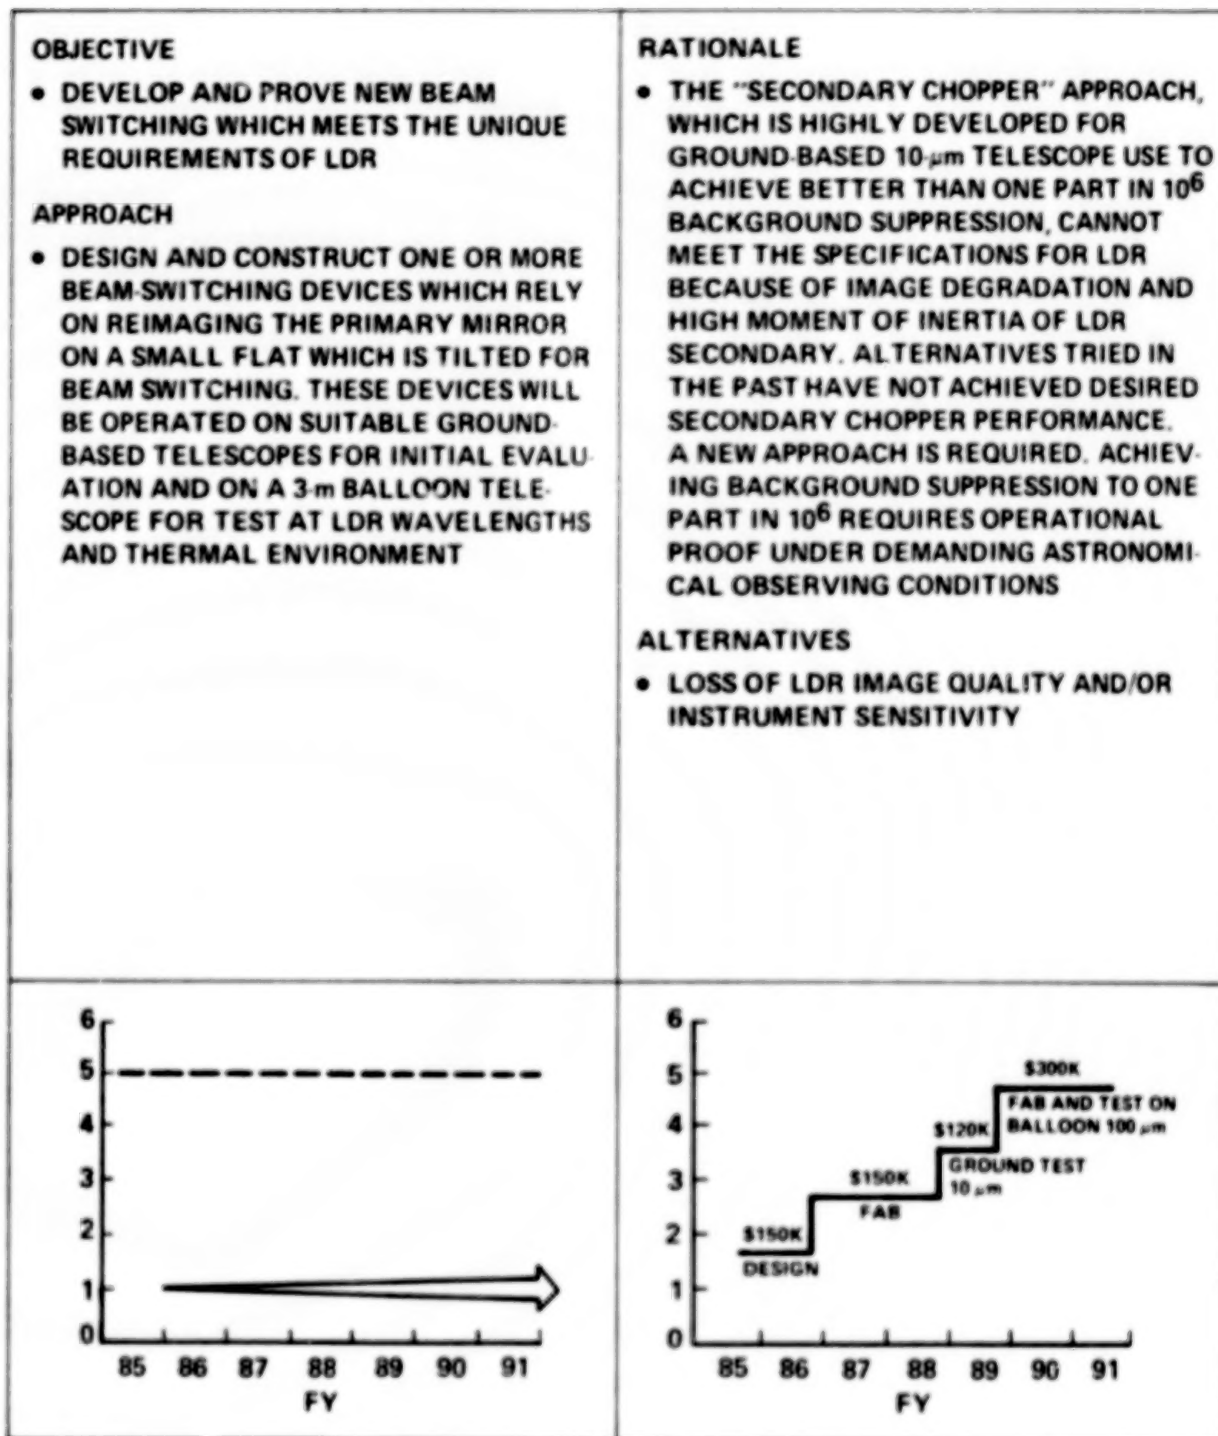 OBJECTIVE
• DEVELOP AND PROVE NEW BEAM
SWITCHING WHICH MEETS THE UNIQUE
REQUIREMENTS OF LDR
APPROACH
• DESIGN AND CONSTRUCT ONE OR MORE
BEAM-SWITCHING DEVICES WHICH RELY
ON REIMAGING THE PRIMARY MIRROR
ON A SMALL FLAT WHICH IS TILTED FOR
BEAM SWITCHING. THESE DEVICES WILL
BE OPERATED ON SUITABLE GROUND-
BASED TELESCOPES FOR INITIAL EVALU-
ATION AND ON A 3-m BALLOON TELE-
SCOPE FOR TEST AT LDR WAVELENGTHS
AND THERMAL ENVIRONMENT
RATIONALE
• THE "SECONDARY CHOPPER" APPROACH,
WHICH IS HIGHLY DEVELOPED FOR
GROUND-BASED 10-μm TELESCOPE USE TO
ACHIEVE BETTER THAN ONE PART IN 10⁶
BACKGROUND SUPPRESSION, CANNOT
MEET THE SPECIFICATIONS FOR LDR
BECAUSE OF IMAGE DEGRADATION AND
HIGH MOMENT OF INERTIA OF LDR
SECONDARY. ALTERNATIVES TRIED IN
THE PAST HAVE NOT ACHIEVED DESIRED
SECONDARY CHOPPER PERFORMANCE.
A NEW APPROACH IS REQUIRED. ACHIEV-
ING BACKGROUND SUPPRESSION TO ONE
PART IN 10⁶ REQUIRES OPERATIONAL
PROOF UNDER DEMANDING ASTRONOMI-
CAL OBSERVING CONDITIONS
ALTERNATIVES
• LOSS OF LDR IMAGE QUALITY AND/OR
INSTRUMENT SENSITIVITY
6
5
4
3
2
1
0
85 86 87 88 89 90 91
FY
6
5
4
3
2
1
0
$300K
FAB AND TEST ON
BALLOON 100 μm
$120K
GROUND TEST
10 μm
$150K
FAB
$150K
DESIGN
85 86 87 88 89 90 91
FY